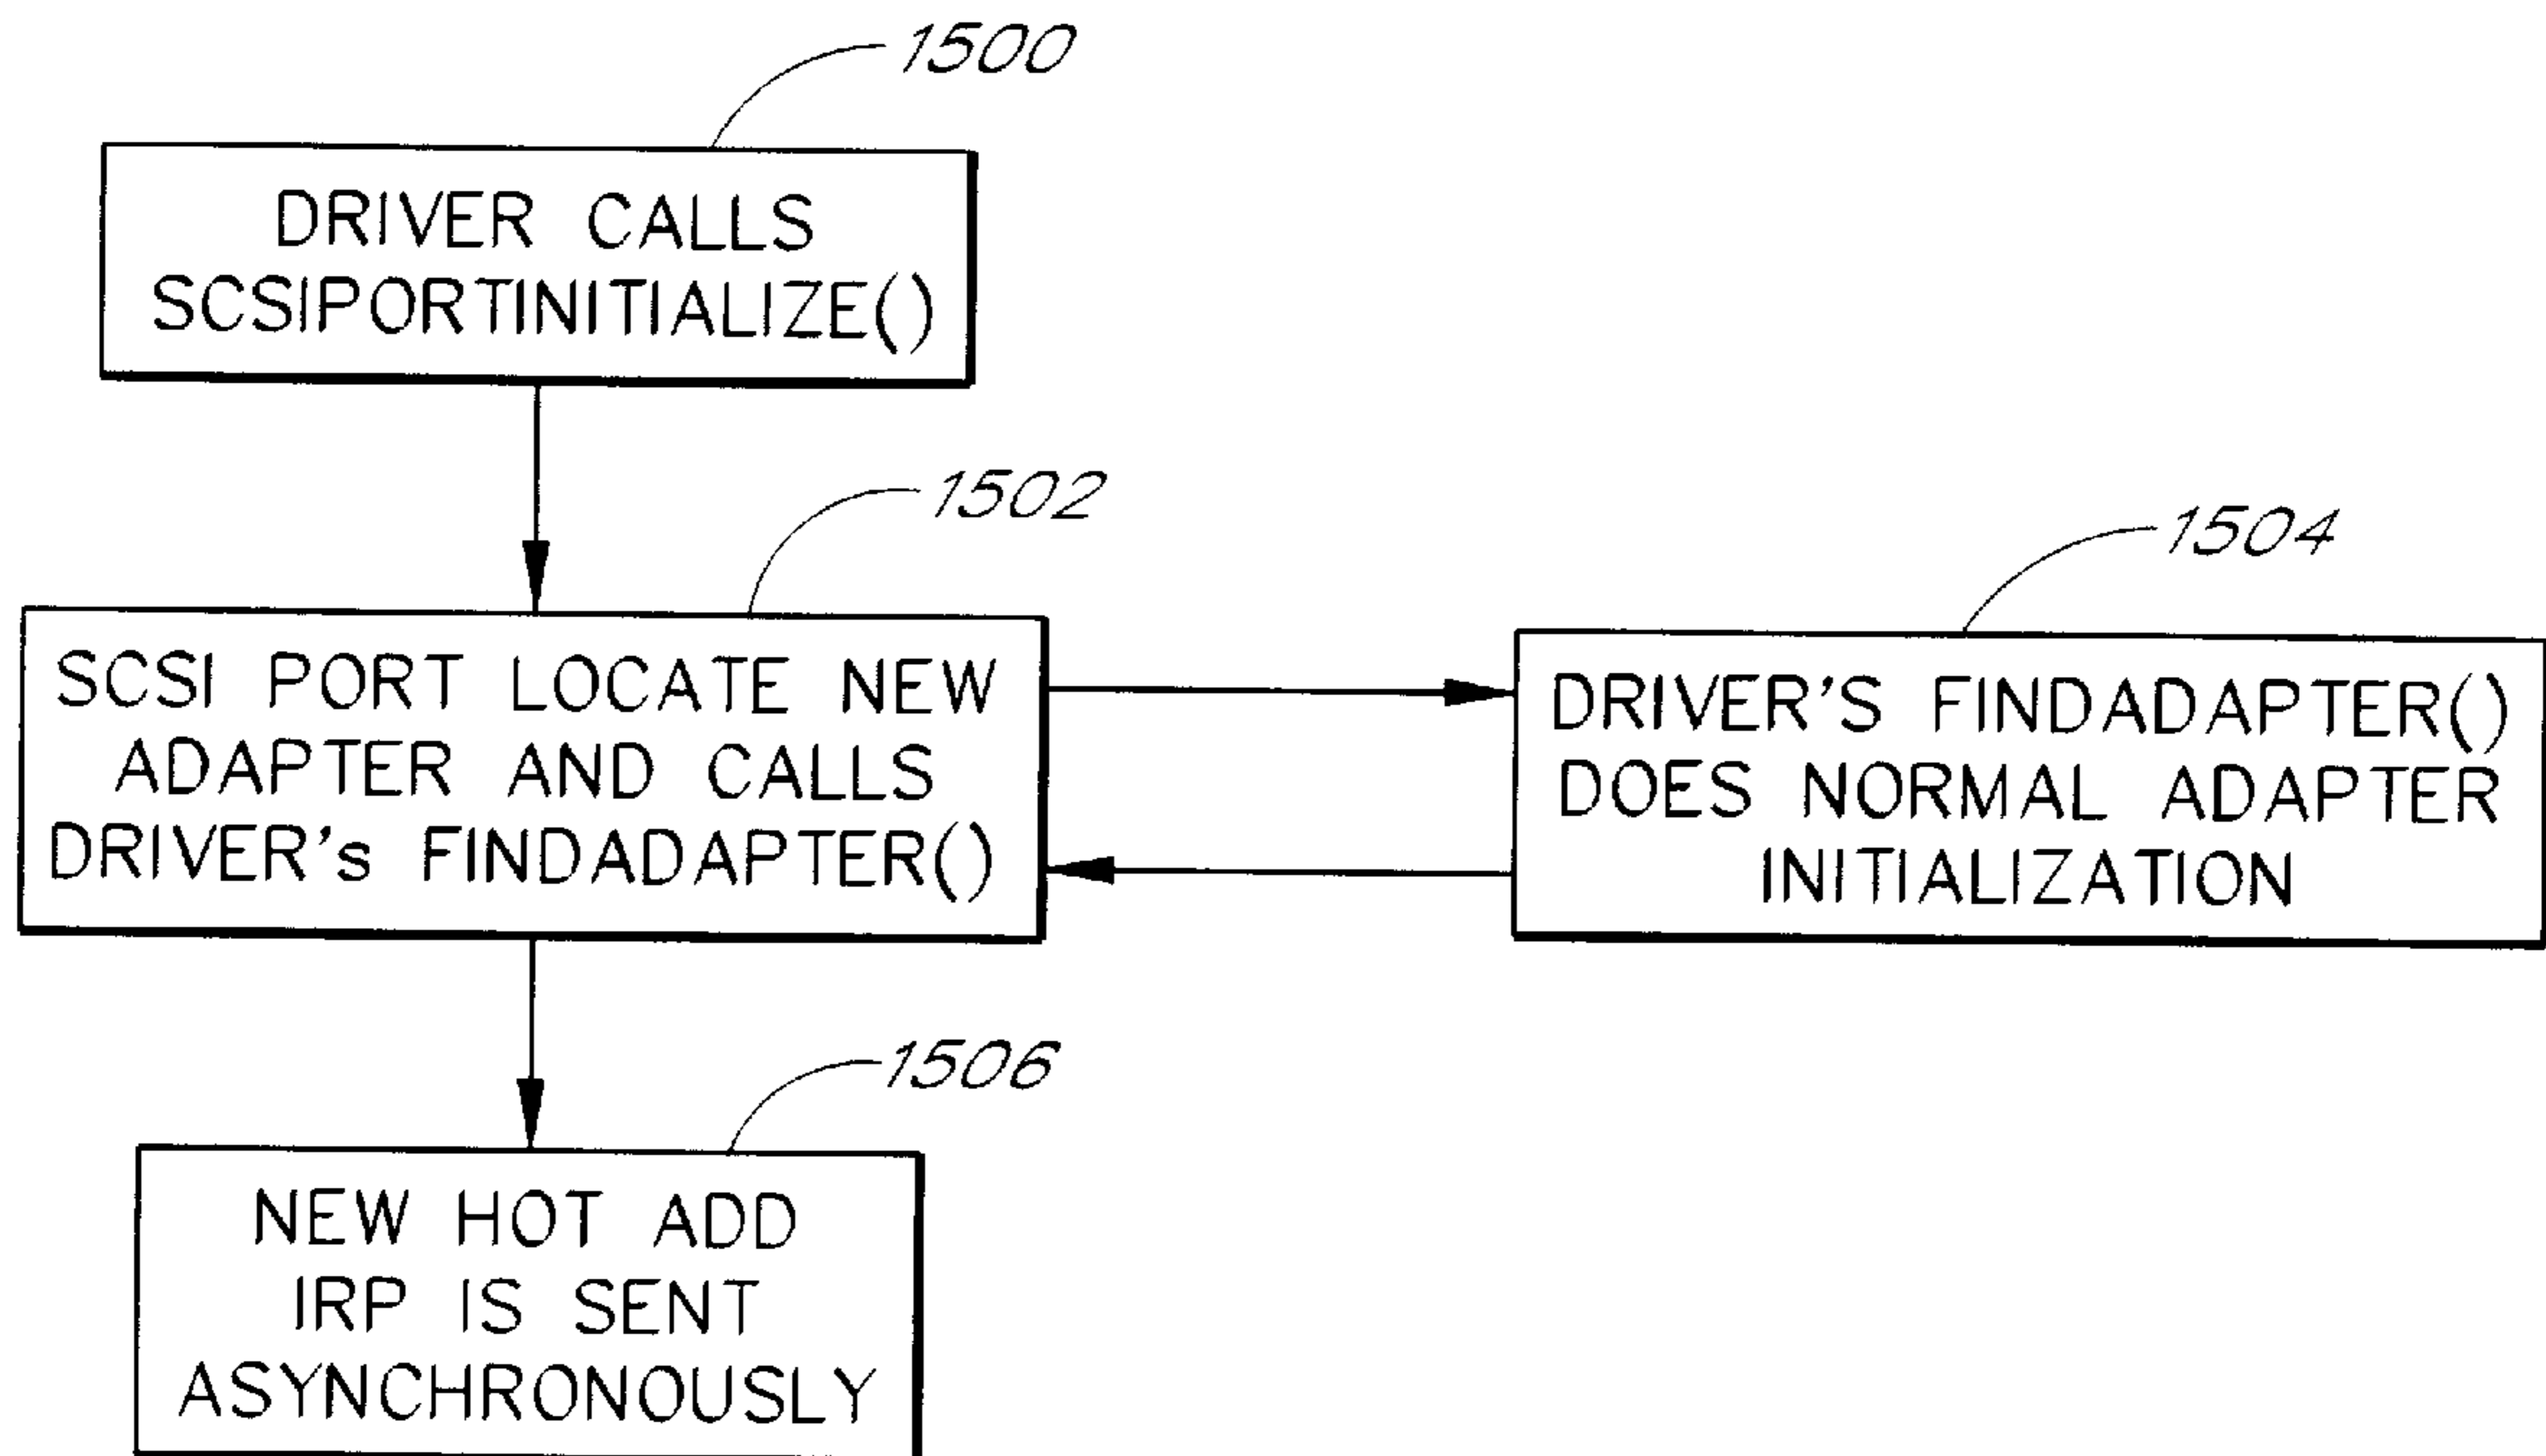 1500
DRIVER CALLS
SCSIPORTINITIALIZE()
1502
SCSI PORT LOCATE NEW
ADAPTER AND CALLS
DRIVER's FINDADAPTER()
1504
DRIVER'S FINDADAPTER()
DOES NORMAL ADAPTER
INITIALIZATION
1506
NEW HOT ADD
IRP IS SENT
ASYNCHRONOUSLY